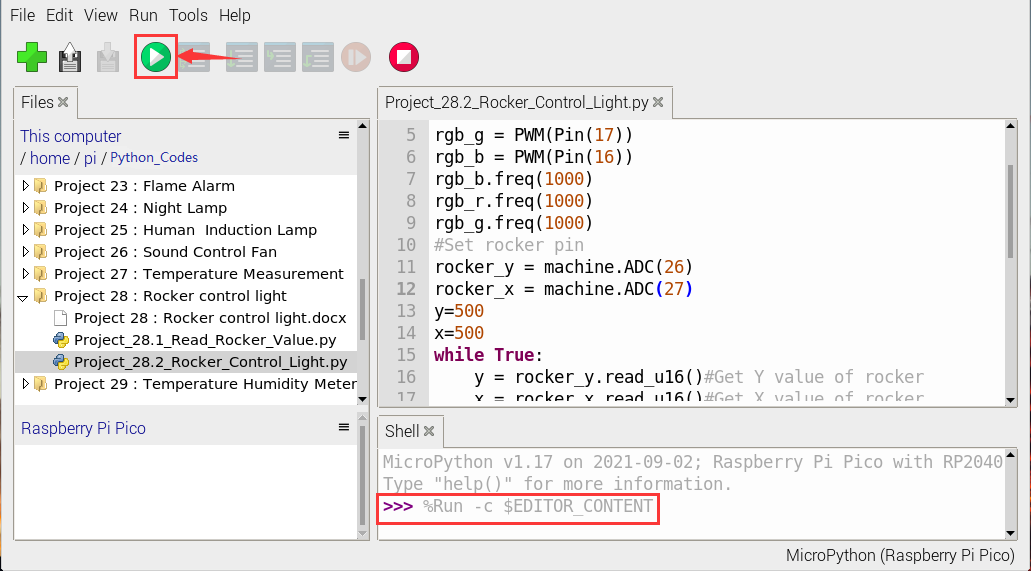 File Edit View Run Tools Help
Files
This computer
/ home / pi / Python_Codes
Project 23 : Flame Alarm
Project 24 : Night Lamp
Project 25 : Human  Induction Lamp
Project 26 : Sound Control Fan
Project 27 : Temperature Measurement
Project 28 : Rocker control light
Project 28 : Rocker control light.docx
Project_28.1_Read_Rocker_Value.py
Project_28.2_Rocker_Control_Light.py
Project 29 : Temperature Humidity Meter
Raspberry Pi Pico
Project_28.2_Rocker_Control_Light.py
5 rgb_g = PWM(Pin(17))
6 rgb_b = PWM(Pin(16))
7 rgb_b.freq(1000)
8 rgb_r.freq(1000)
9 rgb_g.freq(1000)
10 #Set rocker pin
11 rocker_y = machine.ADC(26)
12 rocker_x = machine.ADC(27)
13 y=500
14 x=500
15 while True:
16     y = rocker_y.read_u16()#Get Y value of rocker
17     x = rocker_x.read_u16()#Get X value of rocker
Shell
MicroPython v1.17 on 2021-09-02; Raspberry Pi Pico with RP2040
Type "help()" for more information.
>>> %Run -c $EDITOR_CONTENT
MicroPython (Raspberry Pi Pico)